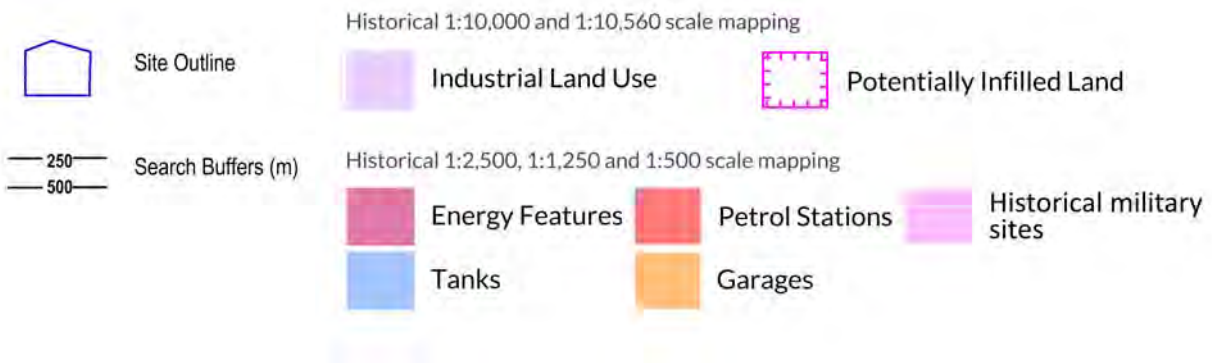 Historical 1:10,000 and 1:10,560 scale mapping
Site Outline
Industrial Land Use
Potentially Infilled Land
250
500
Search Buffers (m)
Historical 1:2,500, 1:1,250 and 1:500 scale mapping
Energy Features
Petrol Stations
Historical military
sites
Tanks
Garages